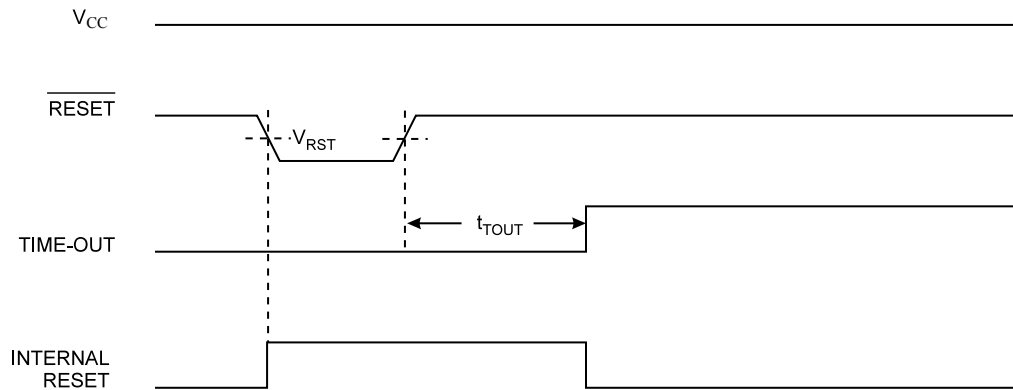 VCC
RESET
VRST
tTOUT
TIME-OUT
INTERNAL
RESET